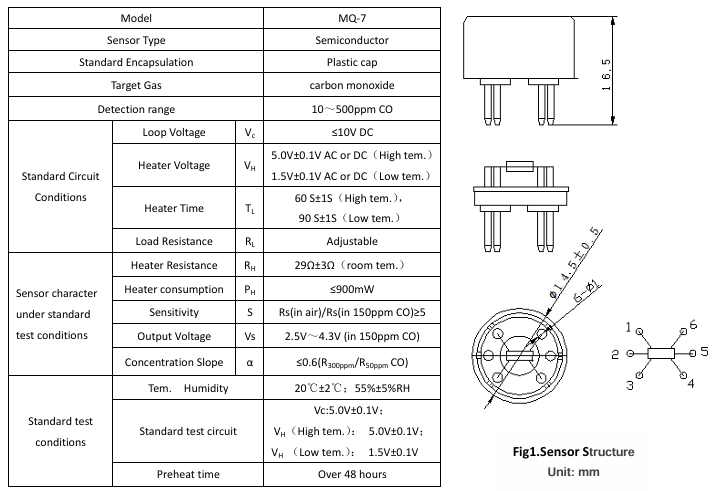 Model MQ-7
Sensor Type Semiconductor
Standard Encapsulation Plastic cap
Target Gas carbon monoxide
Detection range 10～500ppm CO
Standard Circuit Conditions
Loop Voltage Vc ≤10V DC
Heater Voltage VH 5.0V±0.1V AC or DC（High tem.）
1.5V±0.1V AC or DC（Low tem.）
Heater Time TL 60 S±1S（High tem.），
90 S±1S（Low tem.）
Load Resistance RL Adjustable
Sensor character under standard test conditions
Heater Resistance RH 29Ω±3Ω（room tem.）
Heater consumption PH ≤900mW
Sensitivity S Rs(in air)/Rs(in 150ppm CO)≥5
Output Voltage Vs 2.5V～4.3V (in 150ppm CO)
Concentration Slope α ≤0.6(R300ppm/R50ppm CO)
Standard test conditions
Tem. Humidity 20℃±2℃；55%±5%RH
Standard test circuit Vc:5.0V±0.1V；
VH（High tem.）： 5.0V±0.1V；
VH （Low tem.）： 1.5V±0.1V
Preheat time Over 48 hours
16.5
ϕ14.5±0.5
6-Ø1
1
2
3
6
5
4
Fig1.Sensor Structure
Unit: mm